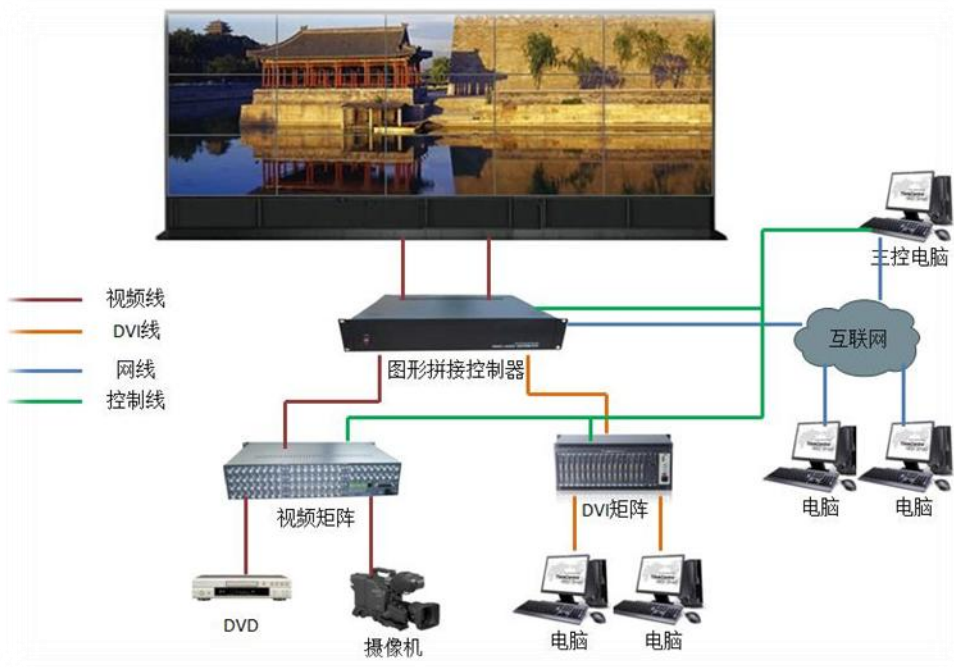 三控电脑
视频线
DVI线
互联网
网线
图形拼接控制器
控制线
电脑
电脑
视频矩阵
DVI矩阵
DVD
摄像机
电脑
电脑